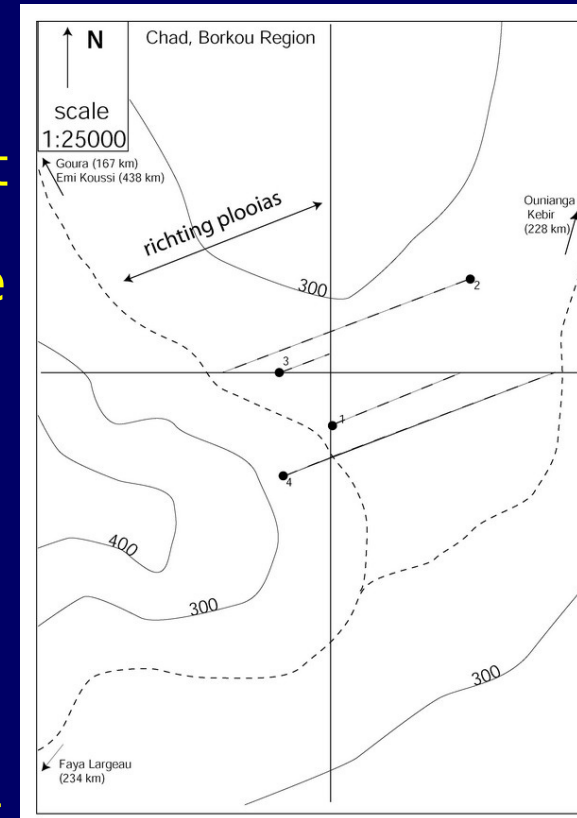 N
scale
1:25000
Chad, Borkou Region
Goura (167 km)
Emi Koussi (438 km)
richting plooias
Ounianga
Kebir
(228 km)
300
2
3
1
4
400
300
300
Faya Largeau
(234 km)